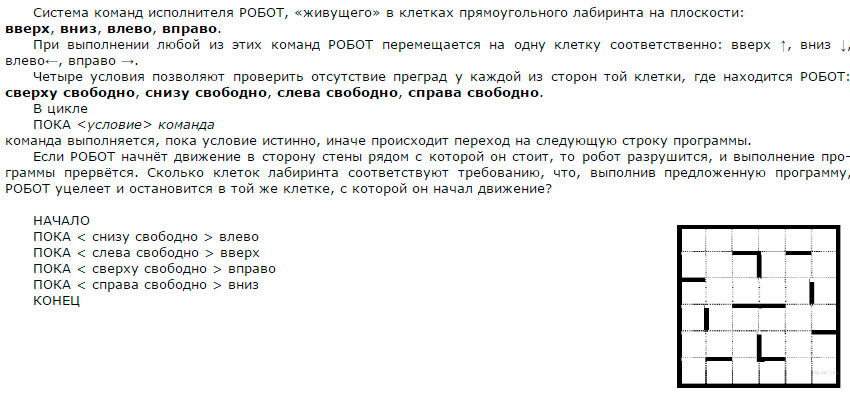 Система команд исполнителя РОБОТ, «живущего» в клетках прямоугольного лабиринта на плоскости:
вверх, вниз, влево, вправо.
При выполнении любой из этих команд РОБОТ перемещается на одну клетку соответственно: вверх ↑, вниз ↓,
влево←, вправо →.
Четыре условия позволяют проверить отсутствие преград у каждой из сторон той клетки, где находится РОБОТ:
сверху свободно, снизу свободно, слева свободно, справа свободно.
В цикле
ПОКА <условие> команда
команда выполняется, пока условие истинно, иначе происходит переход на следующую строку программы.
Если РОБОТ начнёт движение в сторону стены рядом с которой он стоит, то робот разрушится, и выполнение про-
граммы прервётся. Сколько клеток лабиринта соответствуют требованию, что, выполнив предложенную программу,
РОБОТ уцелеет и остановится в той же клетке, с которой он начал движение?
НАЧАЛО
ПОКА < снизу свободно > влево
ПОКА < слева свободно > вверх
ПОКА < сверху свободно > вправо
ПОКА < справа свободно > вниз
КОНЕЦ